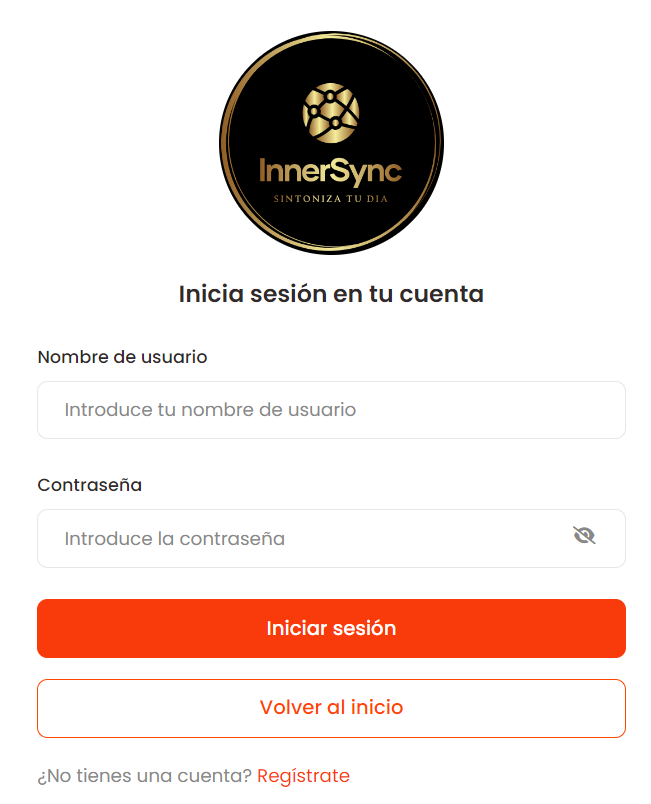 InnerSync
SINTONIZA TU DIA
Inicia sesión en tu cuenta
Nombre de usuario
Introduce tu nombre de usuario
Contraseña
Introduce la contraseña
Iniciar sesión
Volver al inicio
¿No tienes una cuenta? Regístrate